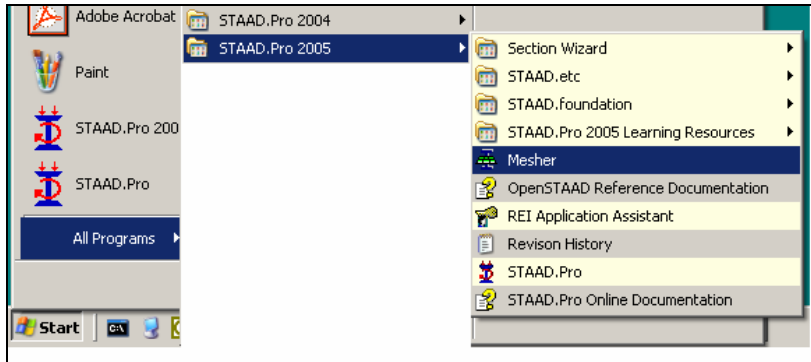 Adobe Acrobat
STAAD.Pro 2004
STAAD.Pro 2005
Paint
STAAD.Pro 200
STAAD.Pro
All Programs
Section Wizard
STAAD.etc
STAAD.foundation
STAAD.Pro 2005 Learning Resources
Mesher
OpenSTAAD Reference Documentation
REI Application Assistant
Revison History
STAAD.Pro
STAAD.Pro Online Documentation
Start